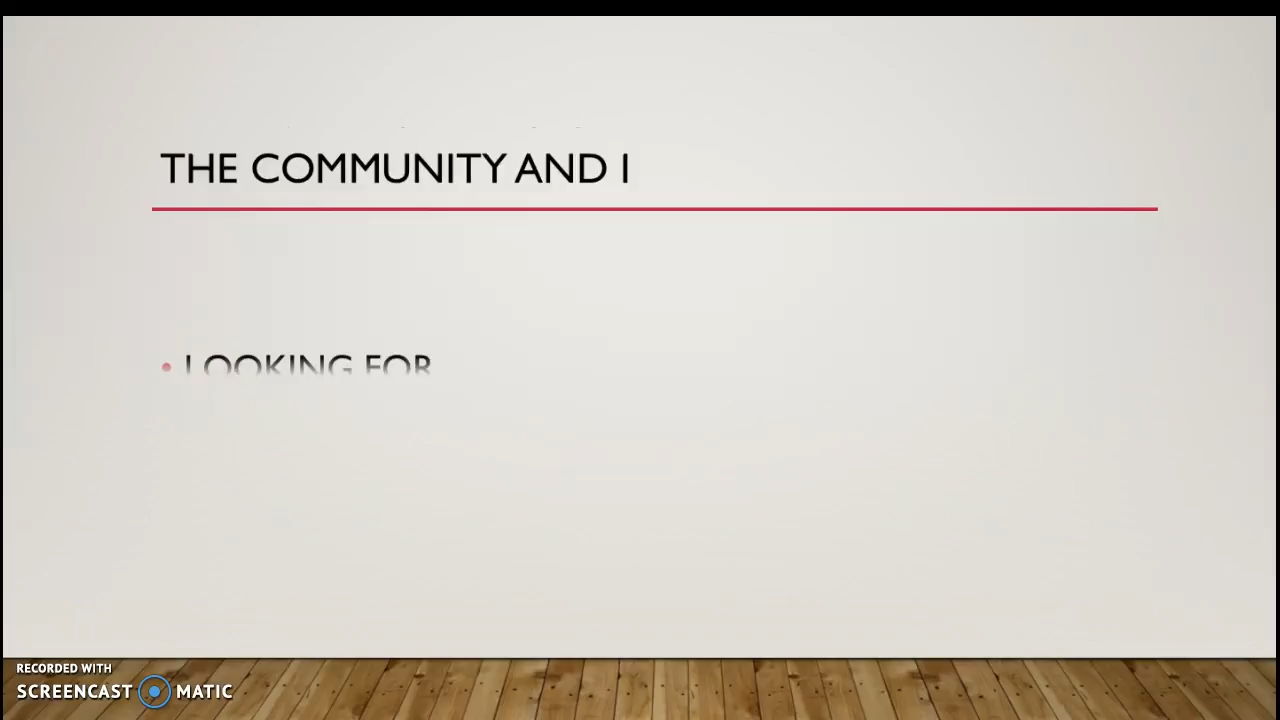 THE COMMUNITY AND I
• LOOKING FOR
RECORDED WITH
SCREENCAST MATIC